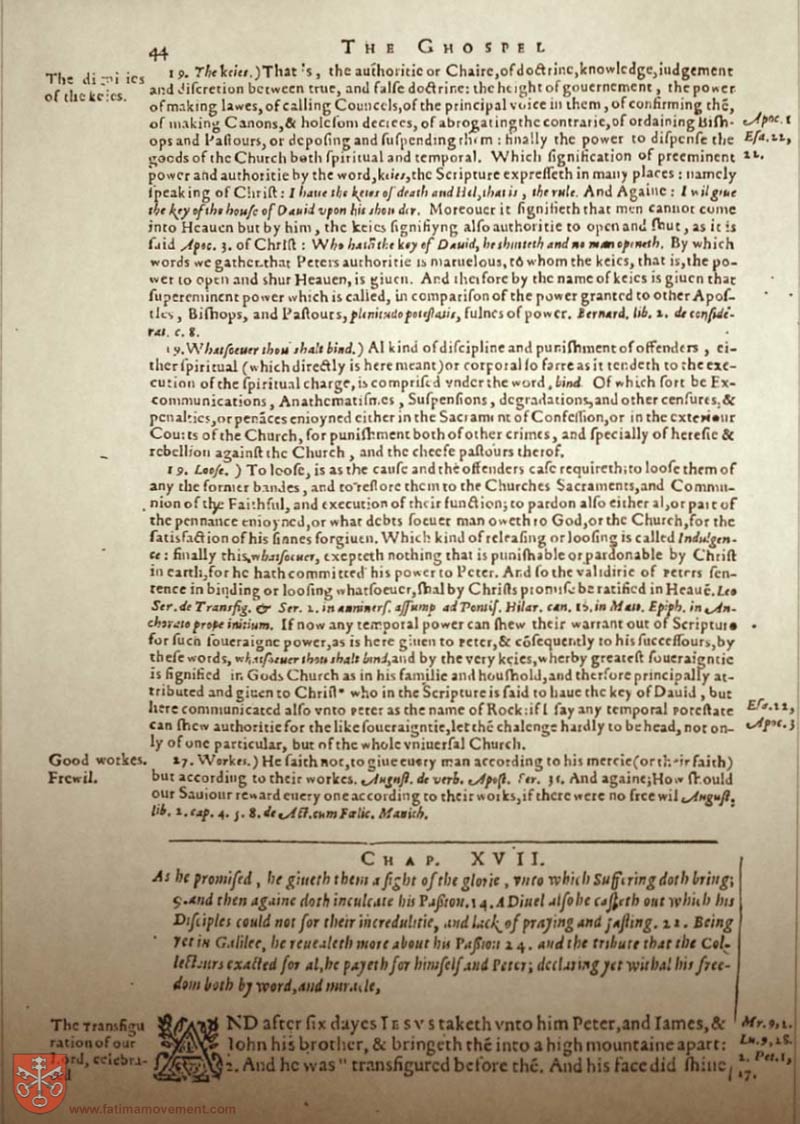 44
THE GHOSPEL
The di
of the keies.
19. The keies.) That 's, the authoritie or Chaire, of doctrine, knowledge, iudgement
and discretion between true, and false doctrine: the height of gouernement, the power
of making lawes, of calling Councels, of the principal voice in them, of confirming thē,
of making Canons, & holesom decrees, of abrogating the contrarie, of ordaining Bish-
ops and Pastours, or deposing and suspending them: finally the power to dispense the
goods of the Church both spiritual and temporal. Which signification of preeminent
power and authoritie by the word, keies, the Scripture expresseth in many places: namely
speaking of Christ: I haue the keies of death and Hel, that is, the rule. And Againe: I wil giue
the key of the house of Dauid vpon his shoulder. Moreouer it signifieth that men cannot come
into Heauen but by him, the keies signifiyng also authoritie to open and shut, as it is
said Apoc. 3. of Christ: Who hath the key of Dauid, he shutteth and no man openeth. By which
words we gather that Peters authoritie is maruelous, to whom the keies, that is, the po-
wer to open and shut Heauen, is giuen. And therfore by the name of keies is giuen that
supereminent power which is called, in comparison of the power granted to other Apos-
tles, Bishops, and Pastours, plenitudo potestatis, fulnes of power. Bernard. lib. 2. de conside-
rat. c. 8.
Apoc. 1
Esa. 22,
22.
19. Whatsoeuer thou shalt bind.) Al kind of discipline and punishment of offenders, ei-
ther spiritual (which directly is here meant) or corporal so farre as it tendeth to the exe-
cution of the spiritual charge, is comprised vnder the word, bind. Of which sort be Ex-
communications, Anathematismes, Suspensions, degradations, and other censures, &
penalties, or penāces enioyned either in the Sacrament of Confession, or in the exteriour
Courts of the Church, for punishment both of other crimes, and specially of heresie &
rebellion against the Church, and the cheefe pastours therof.
19. Loose.) To loose, is as the cause and the offenders case requireth; to loose them of
any the former bandes, and to restore them to the Churches Sacraments, and Commu-
nion of the Faithful, and execution of their function; to pardon also either al, or part of
the pennance enioyned, or what debts soeuer man oweth to God, or the Church, for the
satisfaction of his sinnes forgiuen. Which kind of releasing or loosing is called Indulgen-
ce: finally this, whatsoeuer, excepteth nothing that is punishable or pardonable by Christ
in earth, for he hath committed his power to Peter. And so the validitie of Peters sen-
tence in binding or loosing whatsoeuer, shal by Christs promise be ratified in Heauē. Leo
Ser. de Transfig. & Ser. 2. in anniuers. assump ad Pontif. Hilar. can. 16. in Matt. Epiph. in An-
chorato prope initium. If now any temporal power can shew their warrant out of Scripture
for such soueraigne power, as is here giuen to Peter, & cōsequently to his successours, by
these words, whatsoeuer thou shalt bind, and by the very keies, wherby greatest soueraigntie
is signified in Gods Church as in his familie and houshold, and therfore principally at-
tributed and giuen to Christ who in the Scripture is said to haue the key of Dauid, but
here communicated also vnto Peter as the name of Rock: if I say any temporal potestate
can shew authoritie for the like soueraigntie, let thē chalenge hardly to be head, not on-
ly of one particular, but of the whole vniuersal Church.
Esa. 22,
Apoc. 3
Good workes.
Frewil.
27. Workes.) He saith not, to giue euery man according to his mercie (or their faith)
but according to their workes. August. de verb. Apost. Ser. 35. And againe; How should
our Sauiour reward euery one according to their works, if there were no free wil August.
lib. 2. cap. 4. 5. 8. de Act. cum Fœlic. Manich.
CHAP. XVII.
As he promised, he giueth them a sight of the glorie, vnto which Suffering doth bring;
9. and then againe doth inculcate his Passion. 14. A Diuel also he casteth out which his
Disciples could not for their incredulitie, and lack of praying and fasting. 22. Being
yet in Galilee, he reuealeth more about his Passion 24. and the tribute that the Col-
lectours exacted for al, he payeth for himself and Peter; declaring yet withal his free-
dom both by word, and miracle,
The Transfigu
ration of our
Lord, celebra-
AND after six dayes IESVS taketh vnto him Peter, and Iames, &
Iohn his brother, & bringeth thē into a high mountaine apart:
2. And he was " transfigured before thē. And his face did shine
Mr. 9, 2.
Lu. 9, 28.
2. Pet. 1,
17.
www.fatimamovement.com